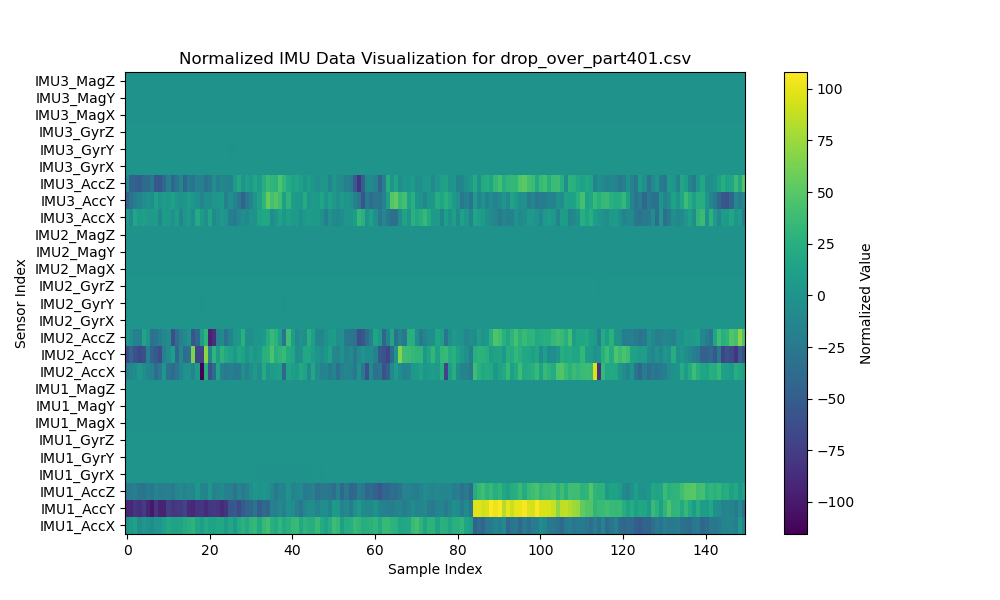 Normalized IMU Data Visualization for drop_over_part401.csv
IMU3_MagZ
IMU3_MagY
IMU3_MagX
IMU3_GyrZ
IMU3_GyrY
IMU3_GyrX
IMU3_AccZ
IMU3_AccY
IMU3_AccX
IMU2_MagZ
IMU2_MagY
IMU2_MagX
IMU2_GyrZ
IMU2_GyrY
IMU2_GyrX
IMU2_AccZ
IMU2_AccY
IMU2_AccX
IMU1_MagZ
IMU1_MagY
IMU1_MagX
IMU1_GyrZ
IMU1_GyrY
IMU1_GyrX
IMU1_AccZ
IMU1_AccY
IMU1_AccX
Sensor Index
0 20 40 60 80 100 120 140
Sample Index
100
75
50
25
0
−25
−50
−75
−100
Normalized Value